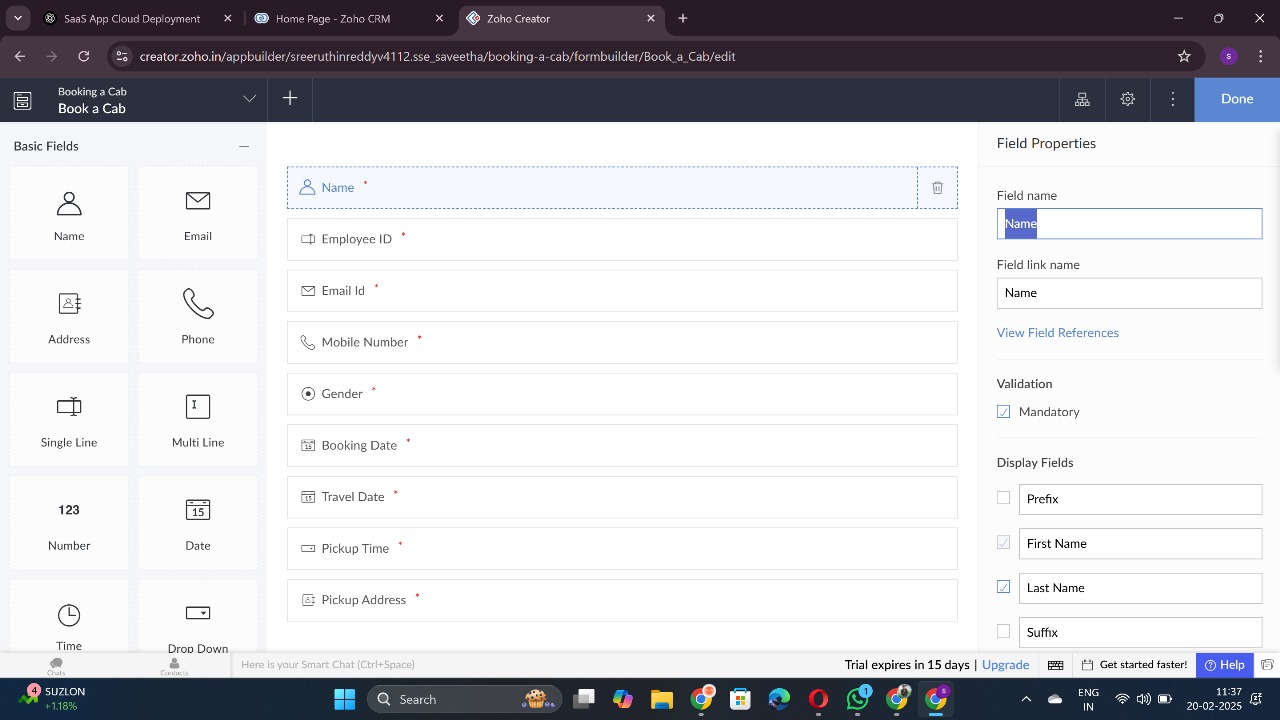 SaaS App Cloud Deployment
Home Page - Zoho CRM
Zoho Creator
creator.zoho.in/appbuilder/sreeruthinreddyv4112.sse_saveetha/booking-a-cab/formbuilder/Book_a_Cab/edit
s
Booking a Cab
Book a Cab
Done
Basic Fields
Name
Email
Address
Phone
Single Line
Multi Line
123
Number
15
Date
Time
Drop Down
Name *
Employee ID *
Email Id *
Mobile Number *
Gender *
Booking Date *
Travel Date *
Pickup Time *
Pickup Address *
Field Properties
Field name
Name
Field link name
Name
View Field References
Validation
Mandatory
Display Fields
Prefix
First Name
Last Name
Suffix
Chats
Contacts
Here is your Smart Chat (Ctrl+Space)
Trial expires in 15 days | Upgrade
Get started faster!
Help
4
SUZLON
+1.18%
Search
1
ENG
IN
11:37
20-02-2025